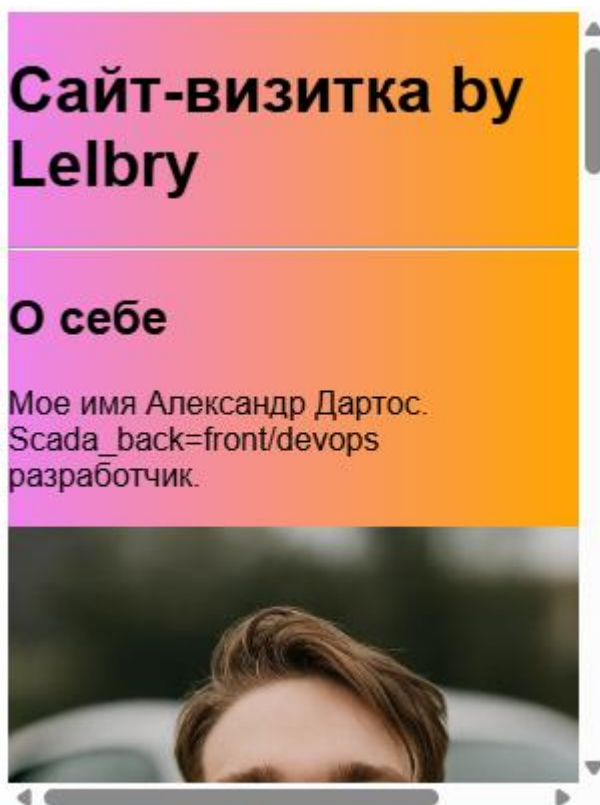 Сайт-визитка by
Lelbry
О себе
Мое имя Александр Дартос.
Scada_back=front/devops
разработчик.